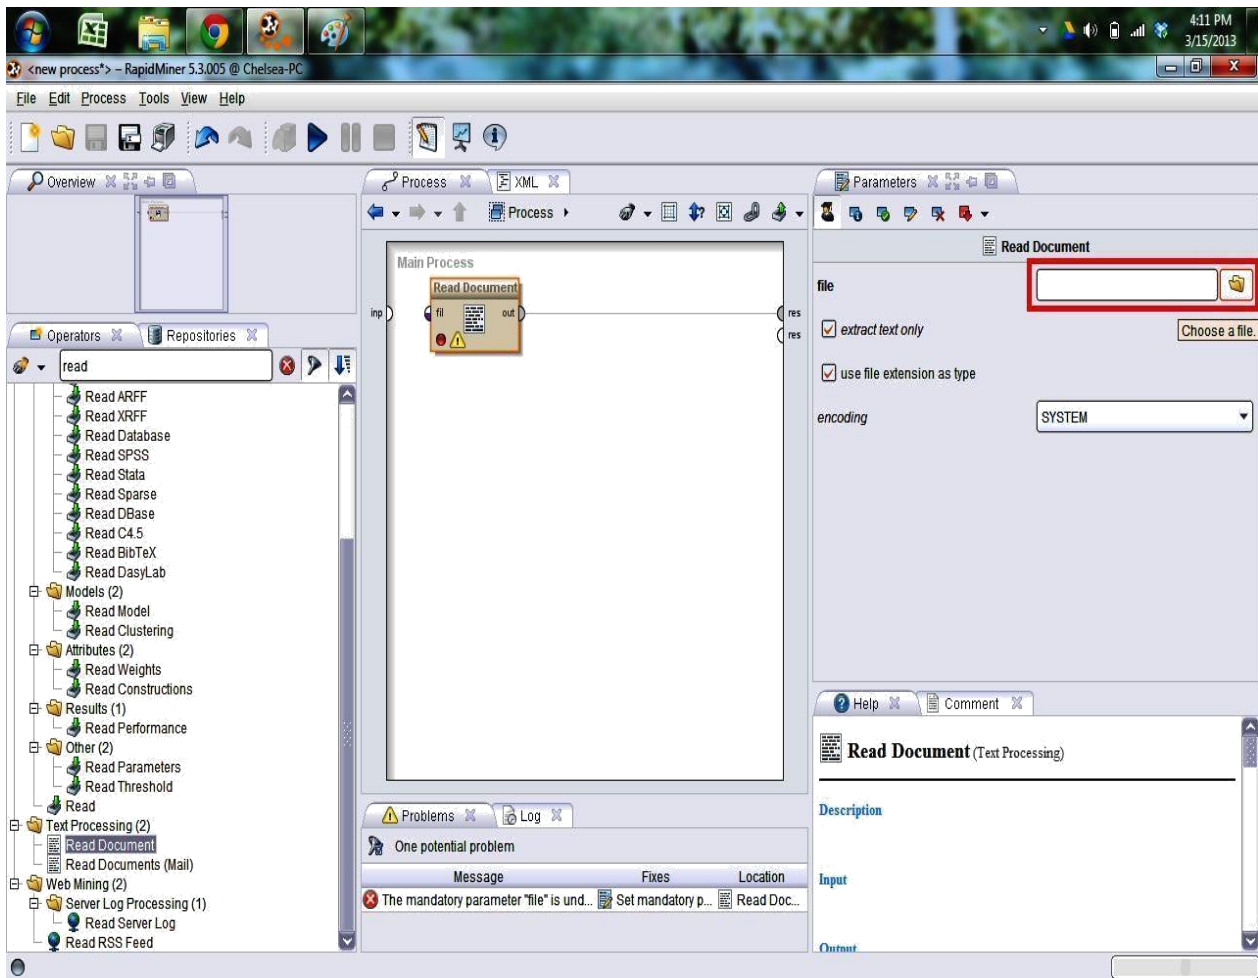 4:11 PM
3/15/2013
<new process*> – RapidMiner 5.3.005 @ Chelsea-PC
File Edit Process Tools View Help
Overview
Process
XML
Parameters
Process
Read Document
Main Process
Read Document
inp
fil
out
res
res
file
extract text only
Choose a file.
use file extension as type
encoding
SYSTEM
Operators
Repositories
read
Read ARFF
Read XRFF
Read Database
Read SPSS
Read Stata
Read Sparse
Read DBase
Read C4.5
Read BibTeX
Read DasyLab
Models (2)
Read Model
Read Clustering
Attributes (2)
Read Weights
Read Constructions
Results (1)
Read Performance
Other (2)
Read Parameters
Read Threshold
Read
Text Processing (2)
Read Document
Read Documents (Mail)
Web Mining (2)
Server Log Processing (1)
Read Server Log
Read RSS Feed
Problems
Log
One potential problem
Message Fixes Location
The mandatory parameter "file" is und... Set mandatory p... Read Doc...
Help
Comment
Read Document (Text Processing)
Description
Input
Output